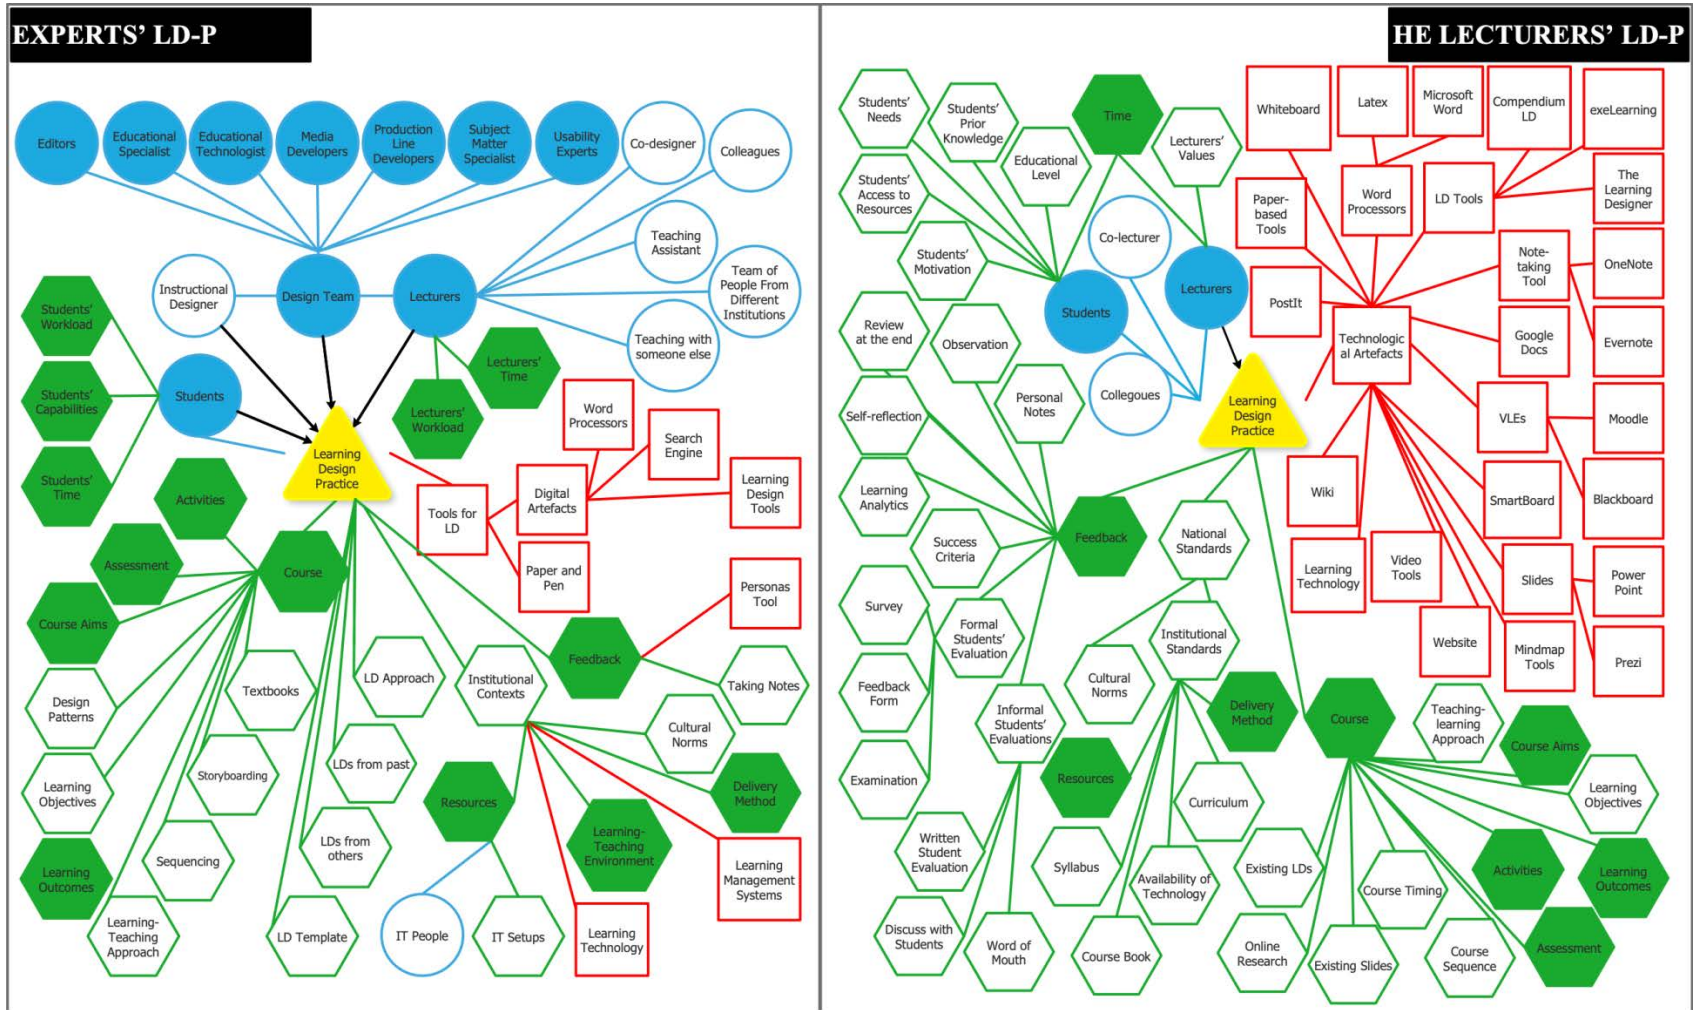 EXPERTS' LD-P
Editors
Educational
Specialist
Educational
Technologist
Media
Developers
Production
Line
Developers
Subject
Matter
Specialist
Usability
Experts
Co-designer
Colleagues
Teaching
Assistant
Team of
People From
Different
Institutions
Teaching with
someone else
Instructional
Designer
Design Team
Lecturers
Students'
Workload
Students'
Capabilities
Students'
Time
Students
Lecturers'
Time
Lecturers'
Workload
Learning
Design
Practice
Word
Processors
Search
Engine
Learning
Design
Tools
Digital
Artefacts
Tools for
LD
Paper and
Pen
Personas
Tool
Activities
Assessment
Course
Course Aims
Feedback
Taking Notes
Design
Patterns
Textbooks
LD Approach
Institutional
Contexts
Cultural
Norms
Learning
Objectives
Storyboarding
LDs from past
Resources
Delivery
Method
Learning-
Teaching
Environment
Learning
Outcomes
Sequencing
LDs from
others
Learning
Management
Systems
Learning-
Teaching
Approach
LD Template
IT People
IT Setups
Learning
Technology
HE LECTURERS' LD-P
Students'
Needs
Students'
Prior
Knowledge
Time
Educational
Level
Lecturers'
Values
Students'
Access to
Resources
Students'
Motivation
Co-lecturer
Students
Lecturers
Collegoues
Learning
Design
Practice
Whiteboard
Latex
Microsoft
Word
Compendium
LD
exeLearning
Paper-
based
Tools
Word
Processors
LD Tools
The
Learning
Designer
Note-
taking
Tool
OneNote
PostIt
Technologic
al Artefacts
Google
Docs
Evernote
VLEs
Moodle
Wiki
SmartBoard
Blackboard
Learning
Technology
Video
Tools
Slides
Power
Point
Website
Mindmap
Tools
Prezi
Review
at the end
Observation
Personal
Notes
Self-reflection
Learning
Analytics
Success
Criteria
Feedback
National
Standards
Survey
Formal
Students'
Evaluation
Institutional
Standards
Feedback
Form
Informal
Students'
Evaluations
Cultural
Norms
Delivery
Method
Course
Teaching-
learning
Approach
Course Aims
Examination
Resources
Curriculum
Learning
Objectives
Written
Student
Evaluation
Syllabus
Availability of
Technology
Existing LDs
Course Timing
Activities
Learning
Outcomes
Discuss with
Students
Word of
Mouth
Course Book
Online
Research
Existing Slides
Course
Sequence
Assessment